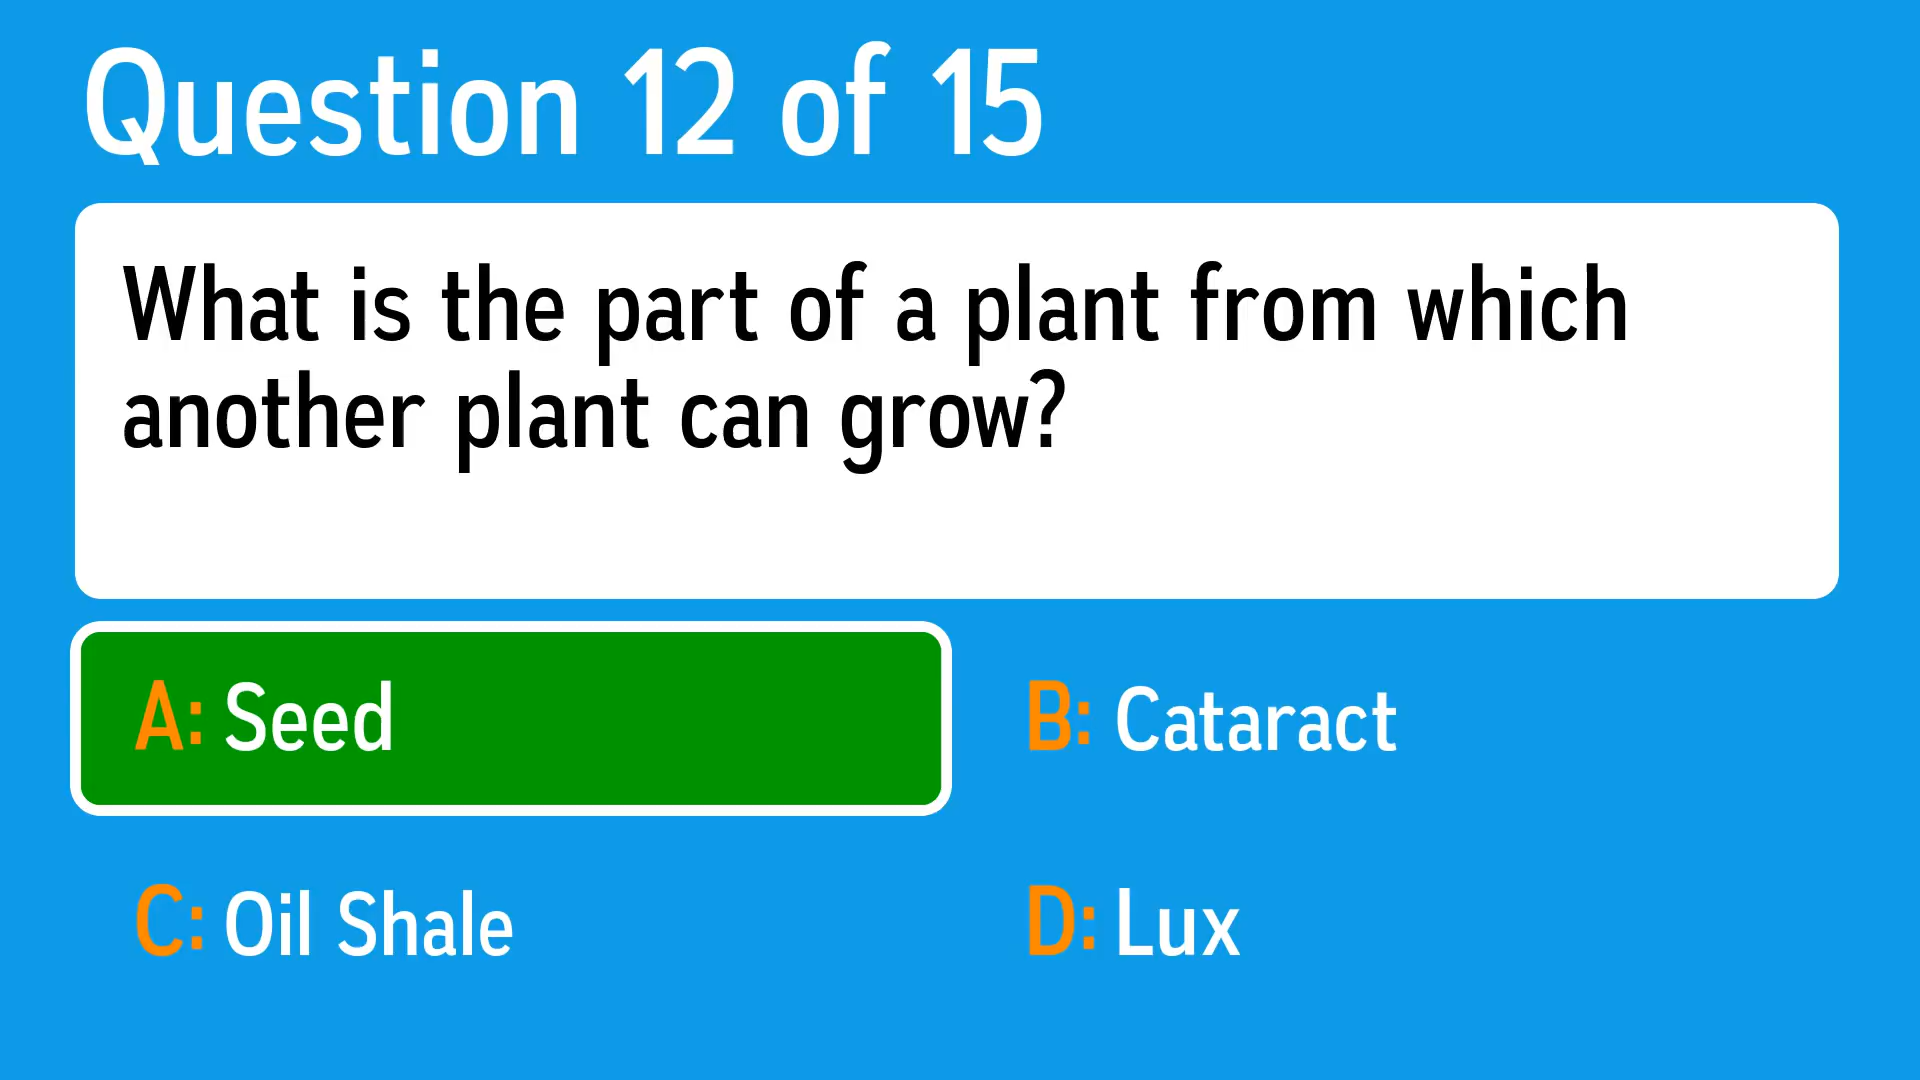 Question 12 of 15
What is the part of a plant from which
another plant can grow?
A: Seed
B: Cataract
C: Oil Shale
D: Lux